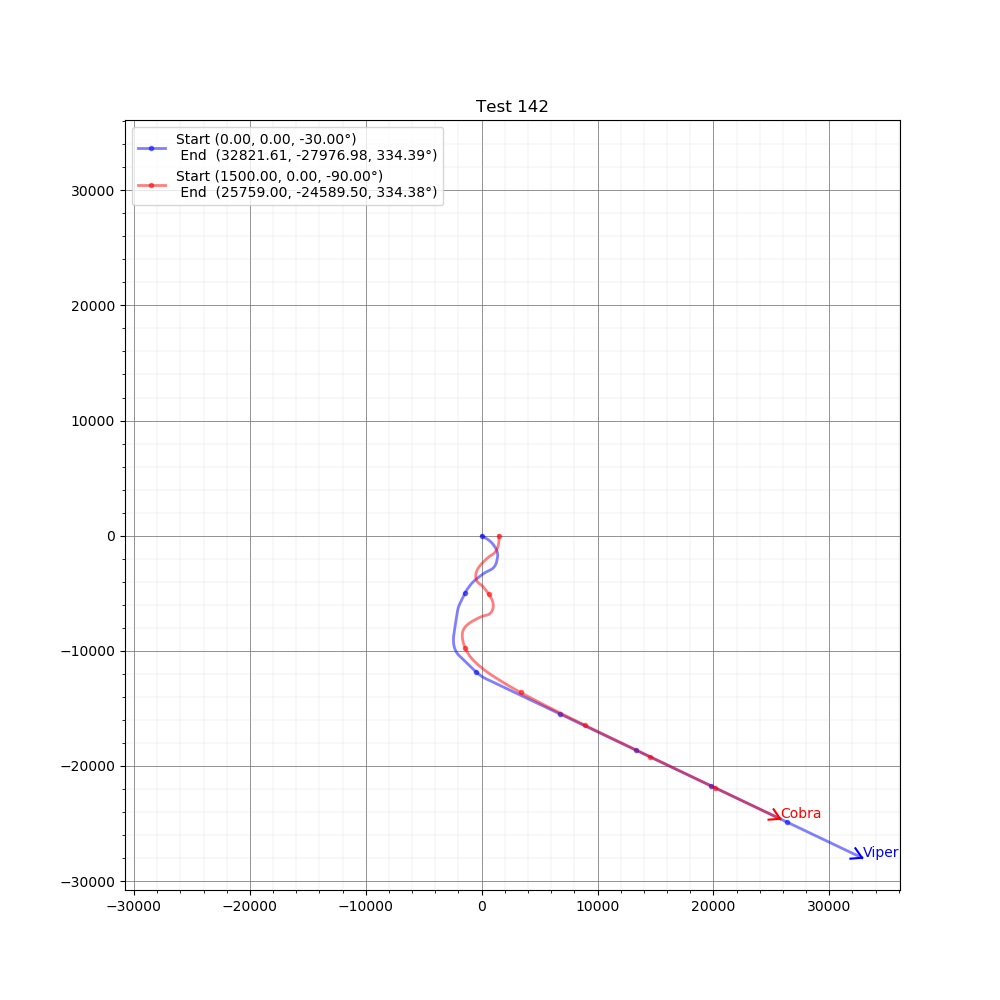 Test 142
Start (0.00, 0.00, -30.00°)
End (32821.61, -27976.98, 334.39°)
Start (1500.00, 0.00, -90.00°)
End (25759.00, -24589.50, 334.38°)
30000
20000
10000
0
−10000
−20000
−30000
Cobra
Viper
−30000 −20000 −10000 0 10000 20000 30000